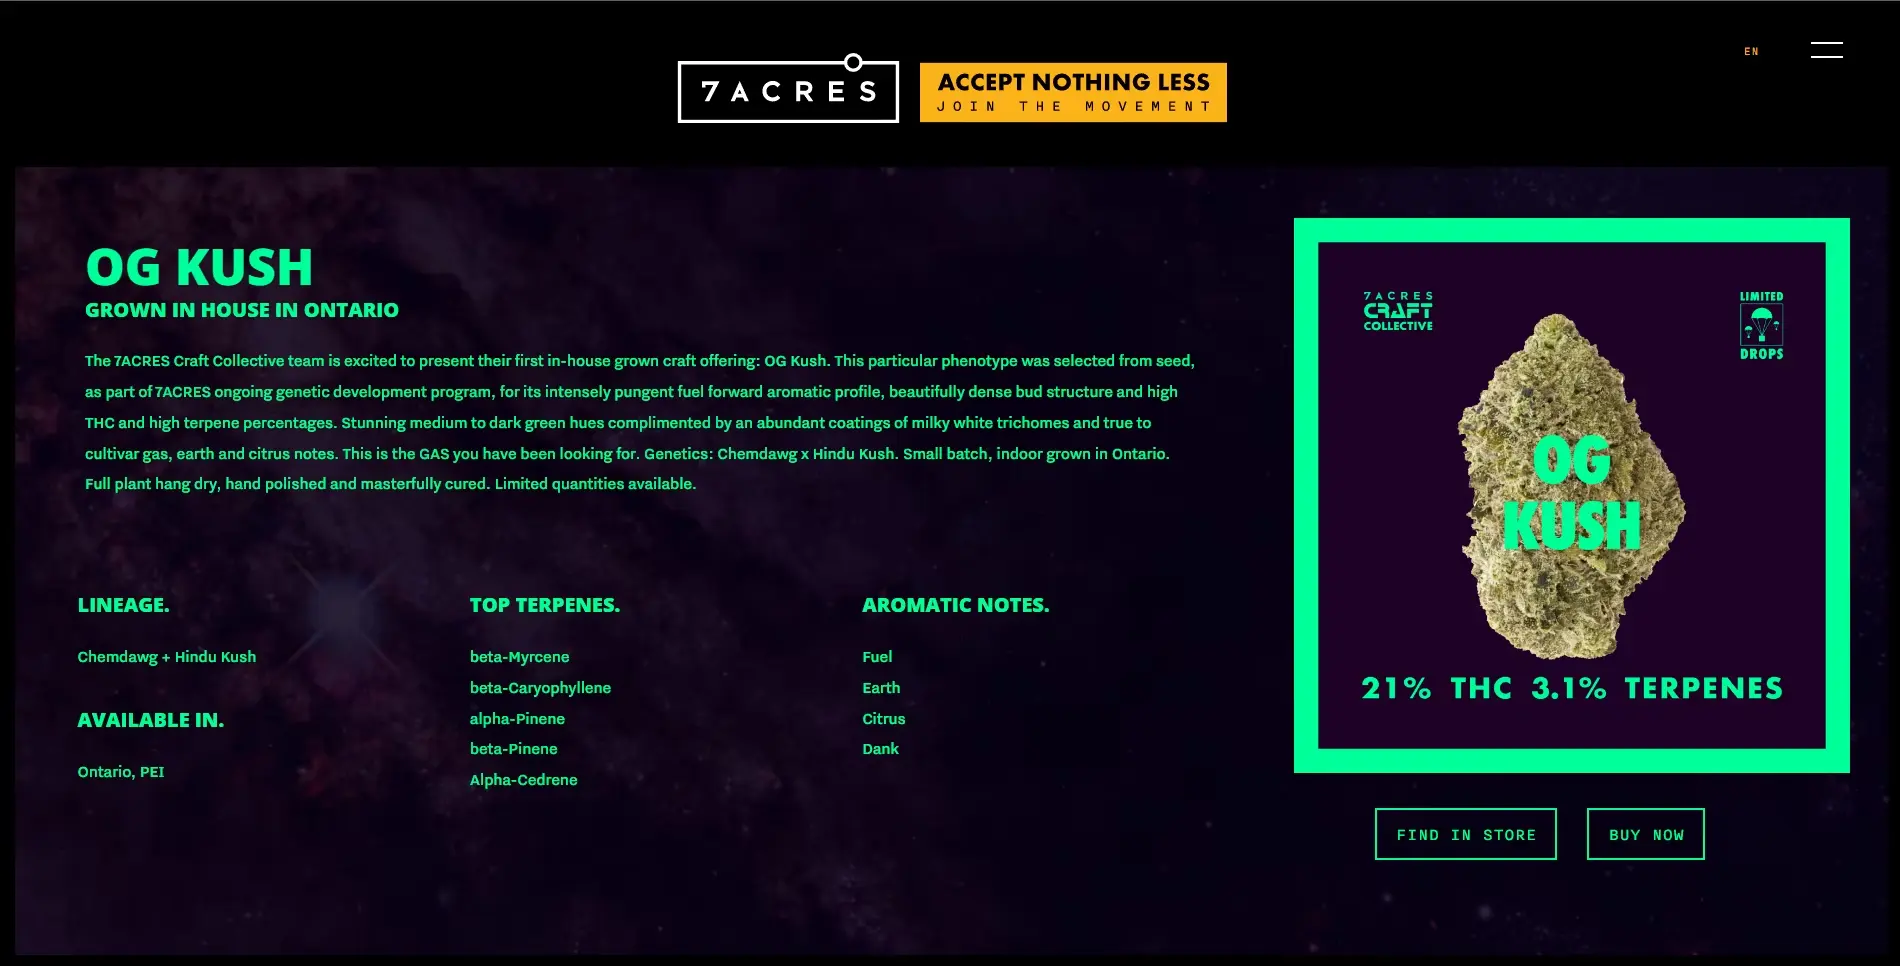 EN
7ACRES
ACCEPT NOTHING LESS
JOIN THE MOVEMENT
OG KUSH
GROWN IN HOUSE IN ONTARIO
The 7ACRES Craft Collective team is excited to present their first in-house grown craft offering: OG Kush. This particular phenotype was selected from seed,
as part of 7ACRES ongoing genetic development program, for its intensely pungent fuel forward aromatic profile, beautifully dense bud structure and high
THC and high terpene percentages. Stunning medium to dark green hues complimented by an abundant coatings of milky white trichomes and true to
cultivar gas, earth and citrus notes. This is the GAS you have been looking for. Genetics: Chemdawg x Hindu Kush. Small batch, indoor grown in Ontario.
Full plant hang dry, hand polished and masterfully cured. Limited quantities available.
LINEAGE.
Chemdawg + Hindu Kush
AVAILABLE IN.
Ontario, PEI
TOP TERPENES.
beta-Myrcene
beta-Caryophyllene
alpha-Pinene
beta-Pinene
Alpha-Cedrene
AROMATIC NOTES.
Fuel
Earth
Citrus
Dank
7ACRES
CRAFT
COLLECTIVE
LIMITED
DROPS
OG
KUSH
21% THC 3.1% TERPENES
FIND IN STORE
BUY NOW